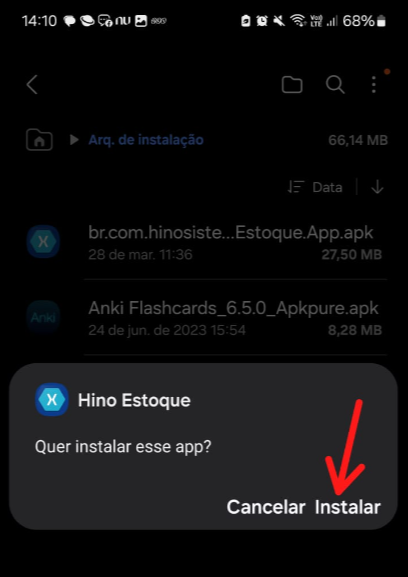 14:10 nu 68%
Arq. de instalação 66,14 MB
Data
br.com.hinosiste...Estoque.App.apk
28 de mar. 11:36 27,50 MB
Anki
Anki Flashcards_6.5.0_Apkpure.apk
24 de jun. de 2023 15:54 8,28 MB
Hino Estoque
Quer instalar esse app?
Cancelar Instalar